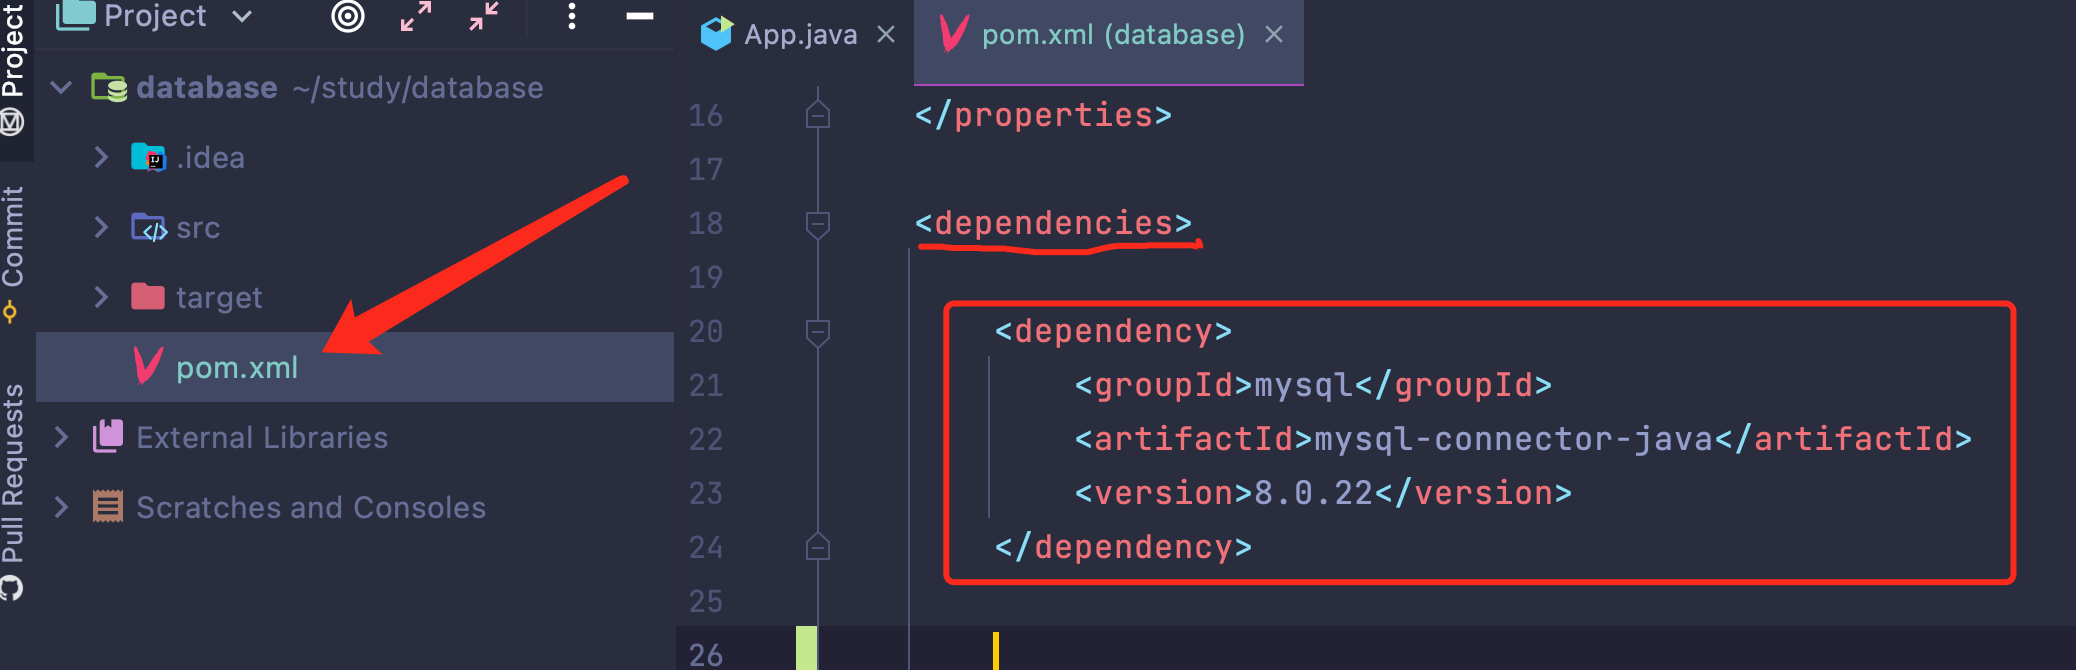 Project
Commit
Pull Requests
Project
database ~/study/database
.idea
src
target
pom.xml
External Libraries
Scratches and Consoles
App.java
pom.xml (database)
16 </properties>
17
18 <dependencies>
19
20 <dependency>
21 <groupId>mysql</groupId>
22 <artifactId>mysql-connector-java</artifactId>
23 <version>8.0.22</version>
24 </dependency>
25
26